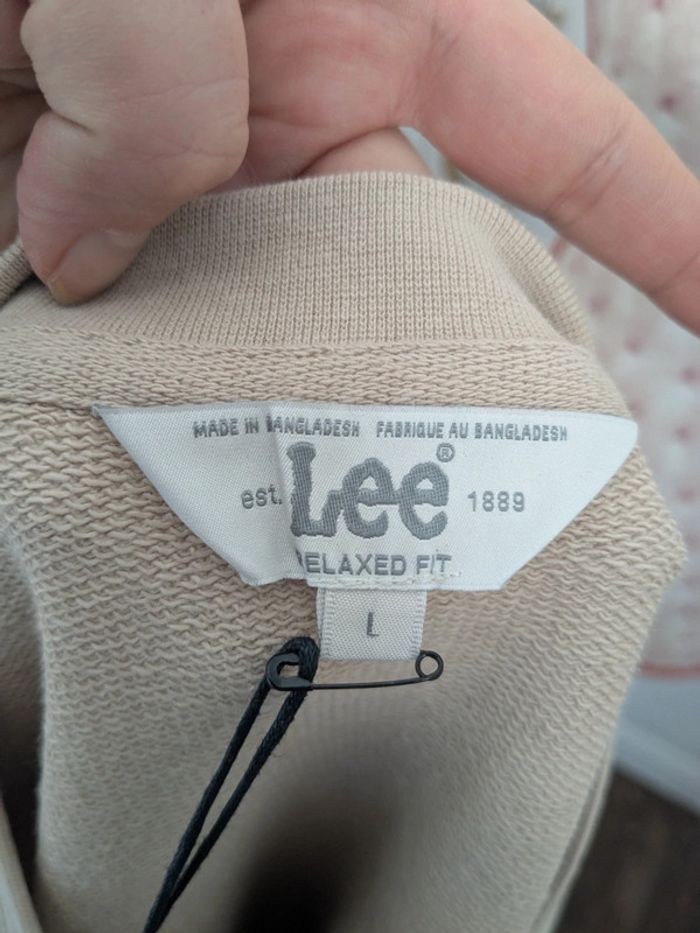 MADE IN BANGLADESH FABRIQUE AU BANGLADESH
est. Lee® 1889
RELAXED FIT
L